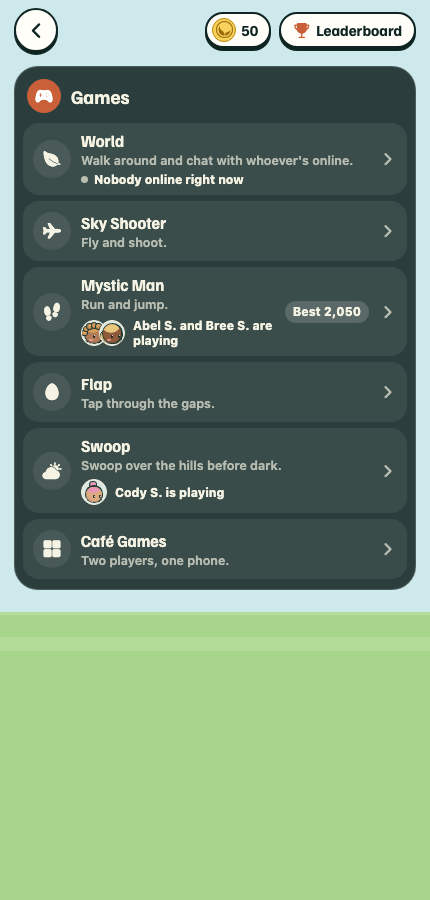 50
Leaderboard
Games
World
Walk around and chat with whoever's online.
Nobody online right now
Sky Shooter
Fly and shoot.
Mystic Man
Run and jump.
Abel S. and Bree S. are
playing
Best 2,050
Flap
Tap through the gaps.
Swoop
Swoop over the hills before dark.
Cody S. is playing
Café Games
Two players, one phone.